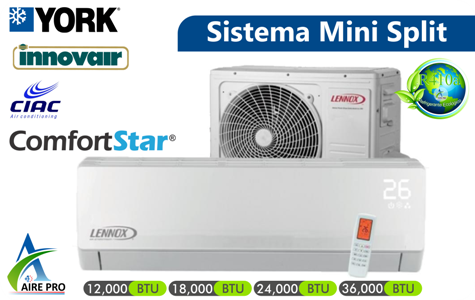 YORK®
Sistema Mini Split
innovair
R410A
CIAC
Air conditioning
LENNOX
ComfortStar®
26
LENNOX
AIRE PRO
12,000 BTU 18,000 BTU 24,000 BTU 36,000 BTU